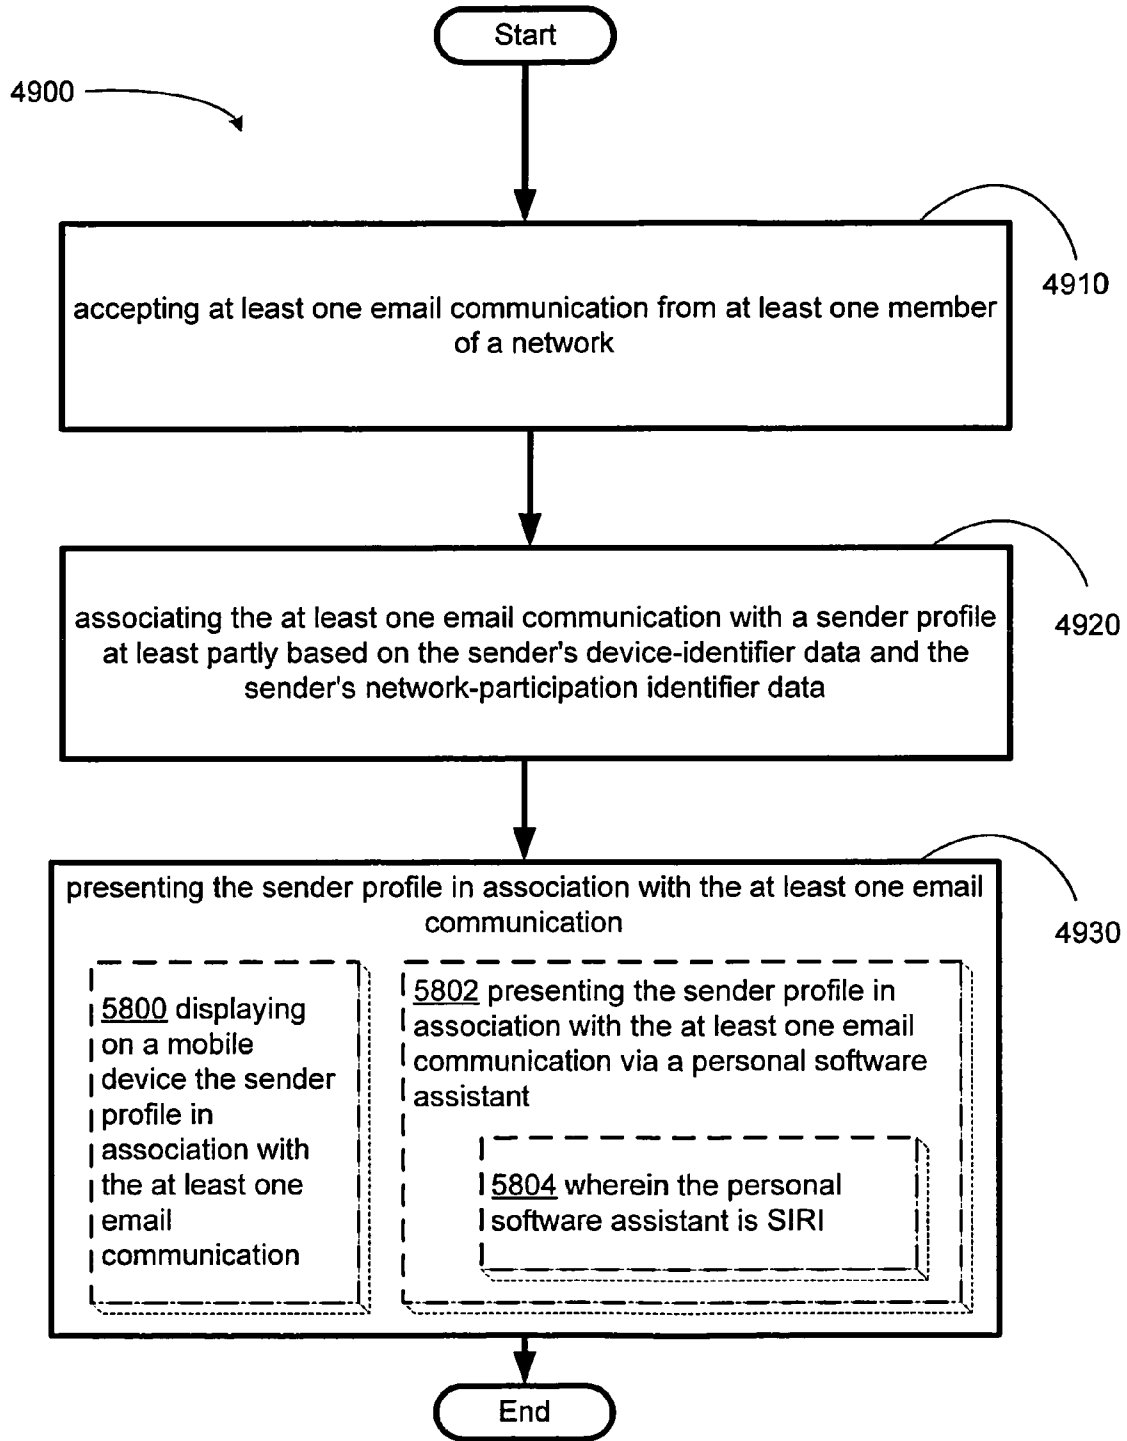 Start
4900
4910
accepting at least one email communication from at least one member
of a network
4920
associating the at least one email communication with a sender profile
at least partly based on the sender's device-identifier data and the
sender's network-participation identifier data
4930
presenting the sender profile in association with the at least one email
communication
5800 displaying
on a mobile
device the sender
profile in
association with
the at least one
email
communication
5802 presenting the sender profile in
association with the at least one email
communication via a personal software
assistant
5804 wherein the personal
software assistant is SIRI
End